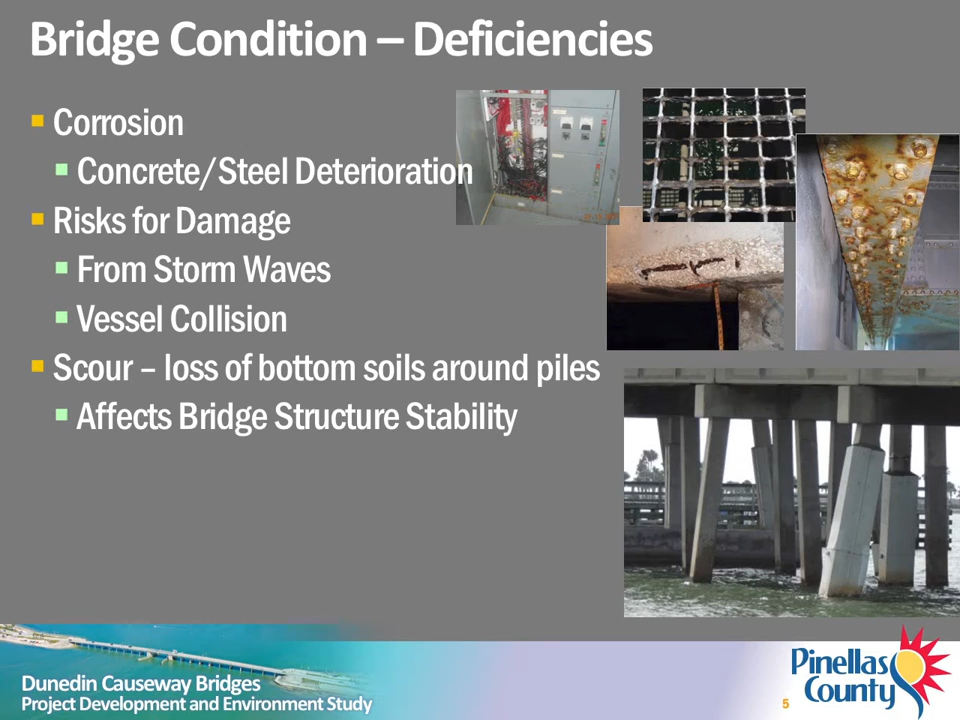 Bridge Condition – Deficiencies
Corrosion
Concrete/Steel Deterioration
Risks for Damage
From Storm Waves
Vessel Collision
Scour – loss of bottom soils around piles
Affects Bridge Structure Stability
Dunedin Causeway Bridges
Project Development and Environment Study
Pinellas
County
5